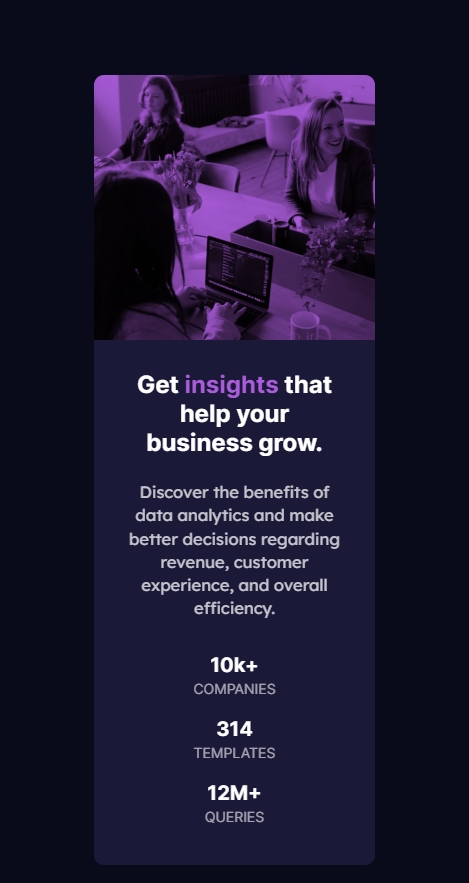 Get insights that
help your
business grow.
Discover the benefits of
data analytics and make
better decisions regarding
revenue, customer
experience, and overall
efficiency.
10k+
COMPANIES
314
TEMPLATES
12M+
QUERIES